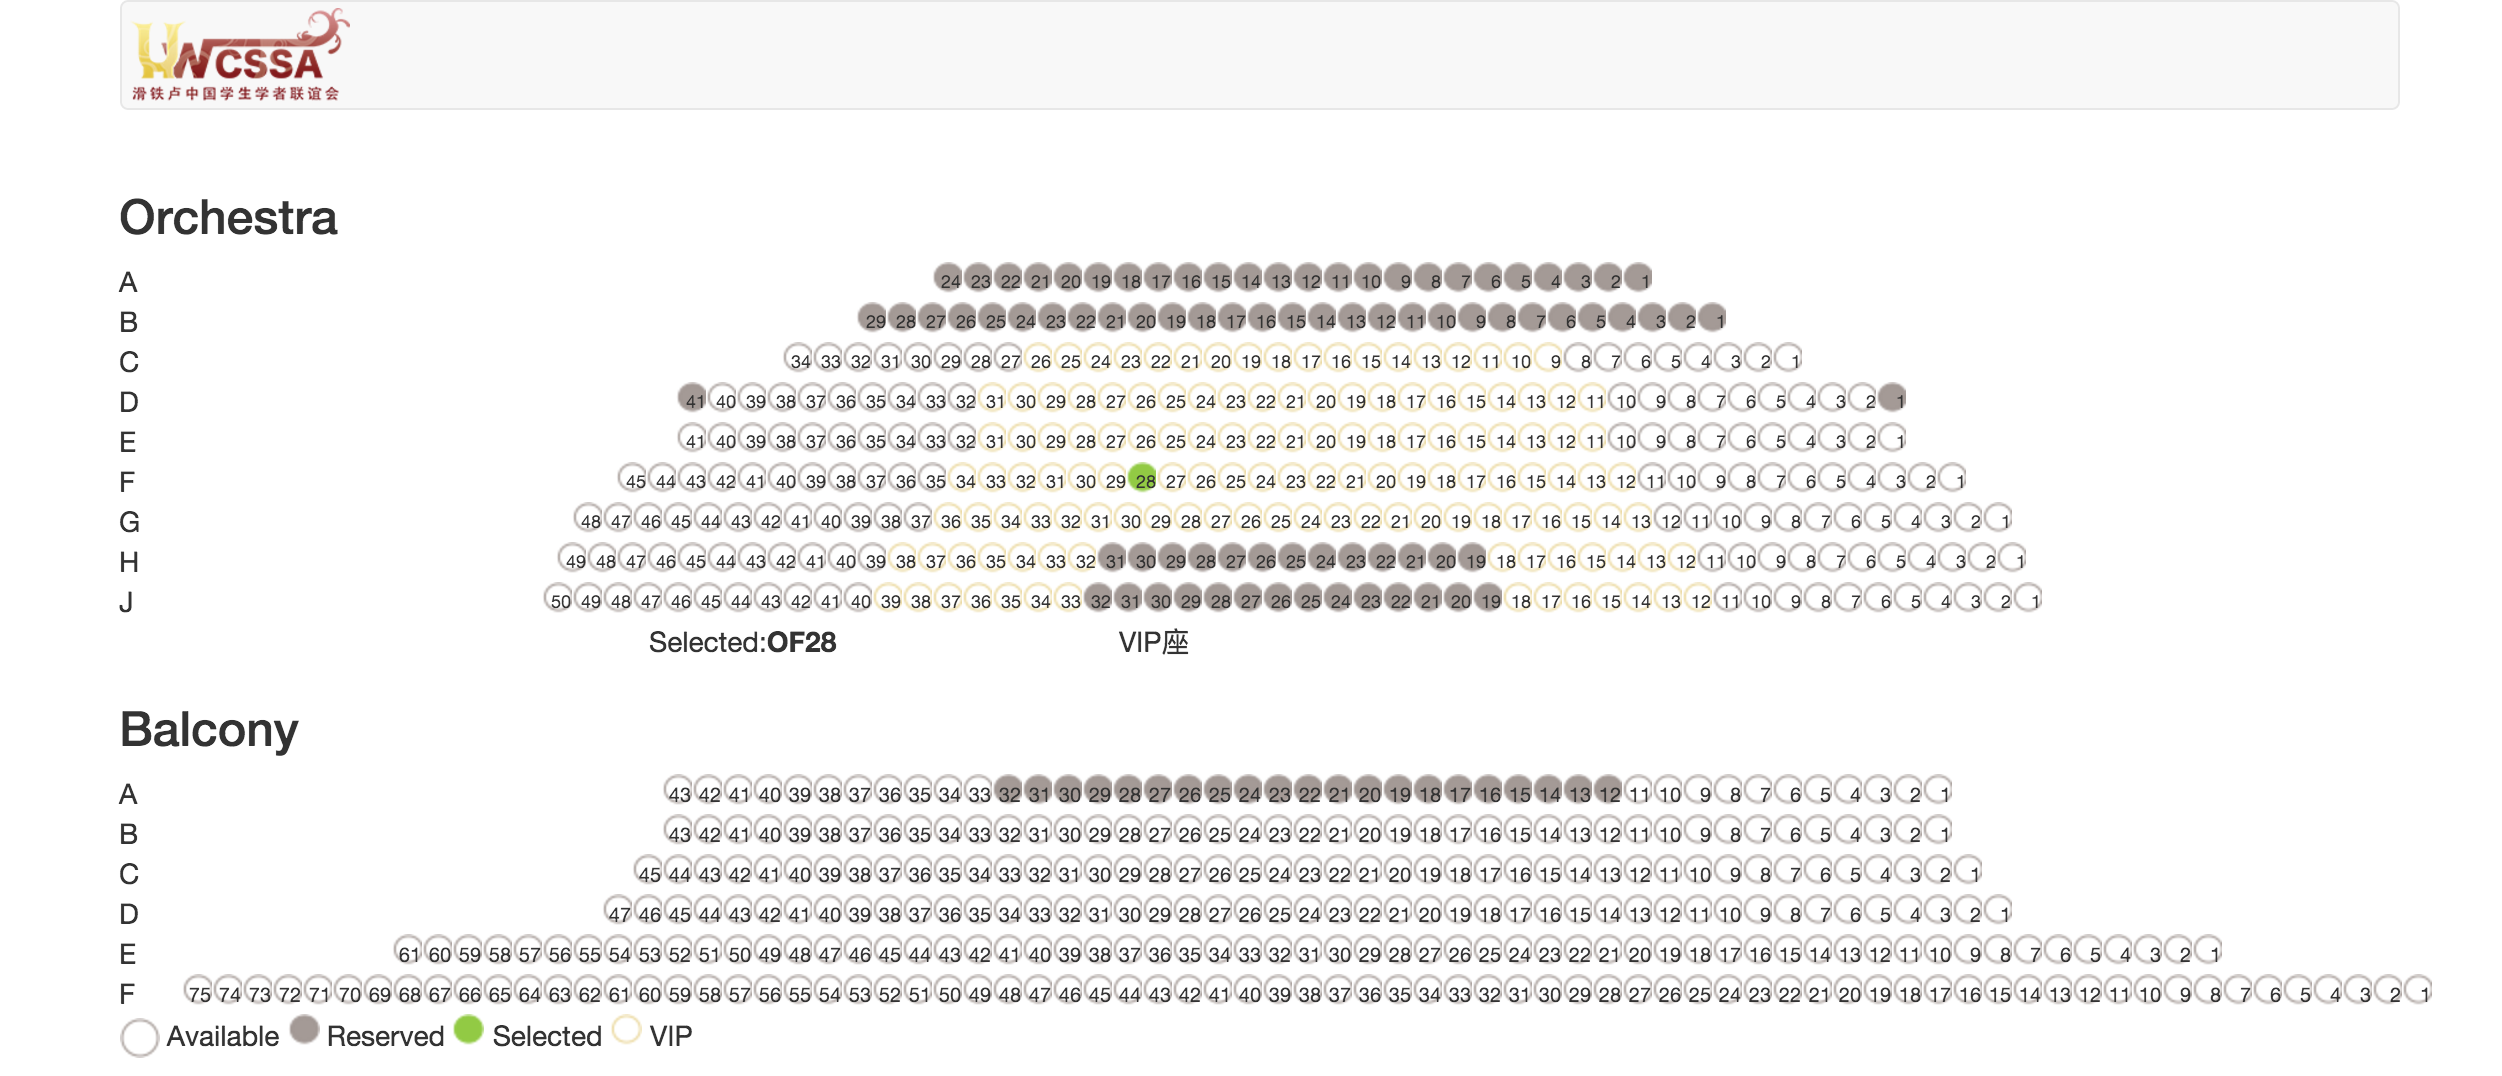 UWCSSA
滑铁卢中国学生学者联谊会
Orchestra
A 24 23 22 21 20 19 18 17 16 15 14 13 12 11 10 9 8 7 6 5 4 3 2 1
B 29 28 27 26 25 24 23 22 21 20 19 18 17 16 15 14 13 12 11 10 9 8 7 6 5 4 3 2 1
C 34 33 32 31 30 29 28 27 26 25 24 23 22 21 20 19 18 17 16 15 14 13 12 11 10 9 8 7 6 5 4 3 2 1
D 41 40 39 38 37 36 35 34 33 32 31 30 29 28 27 26 25 24 23 22 21 20 19 18 17 16 15 14 13 12 11 10 9 8 7 6 5 4 3 2 1
E 41 40 39 38 37 36 35 34 33 32 31 30 29 28 27 26 25 24 23 22 21 20 19 18 17 16 15 14 13 12 11 10 9 8 7 6 5 4 3 2 1
F 45 44 43 42 41 40 39 38 37 36 35 34 33 32 31 30 29 28 27 26 25 24 23 22 21 20 19 18 17 16 15 14 13 12 11 10 9 8 7 6 5 4 3 2 1
G 48 47 46 45 44 43 42 41 40 39 38 37 36 35 34 33 32 31 30 29 28 27 26 25 24 23 22 21 20 19 18 17 16 15 14 13 12 11 10 9 8 7 6 5 4 3 2 1
H 49 48 47 46 45 44 43 42 41 40 39 38 37 36 35 34 33 32 31 30 29 28 27 26 25 24 23 22 21 20 19 18 17 16 15 14 13 12 11 10 9 8 7 6 5 4 3 2 1
J 50 49 48 47 46 45 44 43 42 41 40 39 38 37 36 35 34 33 32 31 30 29 28 27 26 25 24 23 22 21 20 19 18 17 16 15 14 13 12 11 10 9 8 7 6 5 4 3 2 1
Selected:OF28 VIP座
Balcony
A 43 42 41 40 39 38 37 36 35 34 33 32 31 30 29 28 27 26 25 24 23 22 21 20 19 18 17 16 15 14 13 12 11 10 9 8 7 6 5 4 3 2 1
B 43 42 41 40 39 38 37 36 35 34 33 32 31 30 29 28 27 26 25 24 23 22 21 20 19 18 17 16 15 14 13 12 11 10 9 8 7 6 5 4 3 2 1
C 45 44 43 42 41 40 39 38 37 36 35 34 33 32 31 30 29 28 27 26 25 24 23 22 21 20 19 18 17 16 15 14 13 12 11 10 9 8 7 6 5 4 3 2 1
D 47 46 45 44 43 42 41 40 39 38 37 36 35 34 33 32 31 30 29 28 27 26 25 24 23 22 21 20 19 18 17 16 15 14 13 12 11 10 9 8 7 6 5 4 3 2 1
E 61 60 59 58 57 56 55 54 53 52 51 50 49 48 47 46 45 44 43 42 41 40 39 38 37 36 35 34 33 32 31 30 29 28 27 26 25 24 23 22 21 20 19 18 17 16 15 14 13 12 11 10 9 8 7 6 5 4 3 2 1
F 75 74 73 72 71 70 69 68 67 66 65 64 63 62 61 60 59 58 57 56 55 54 53 52 51 50 49 48 47 46 45 44 43 42 41 40 39 38 37 36 35 34 33 32 31 30 29 28 27 26 25 24 23 22 21 20 19 18 17 16 15 14 13 12 11 10 9 8 7 6 5 4 3 2 1
Available Reserved Selected VIP